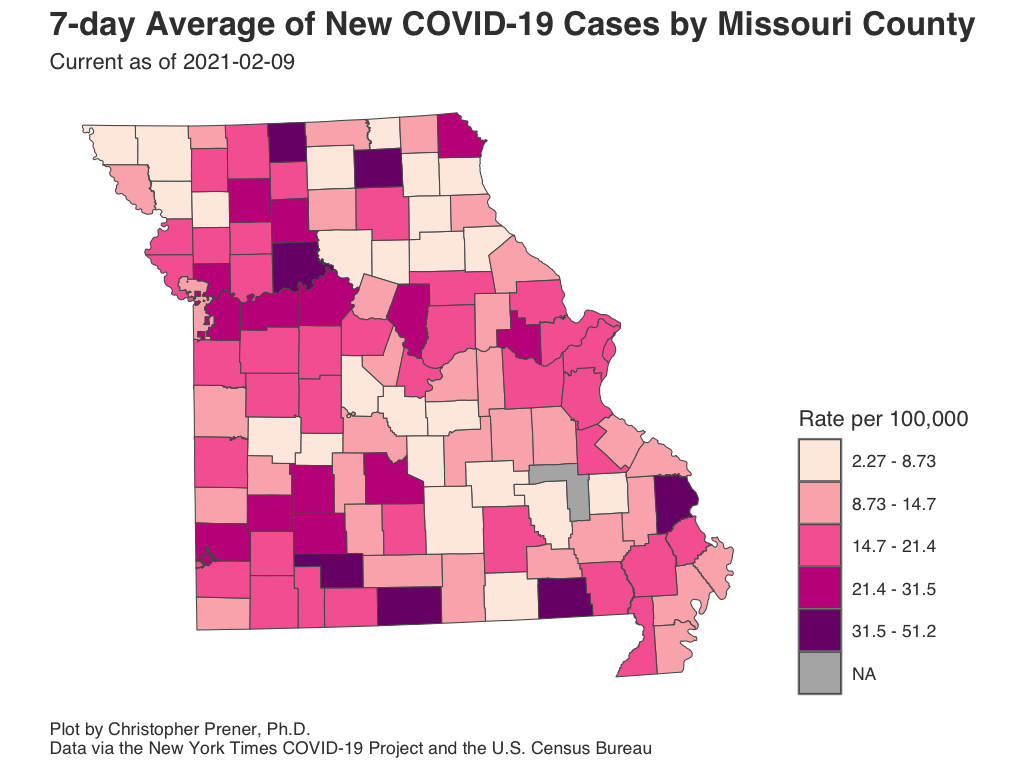 7-day Average of New COVID-19 Cases by Missouri County
Current as of 2021-02-09
Rate per 100,000
2.27 - 8.73
8.73 - 14.7
14.7 - 21.4
21.4 - 31.5
31.5 - 51.2
NA
Plot by Christopher Prener, Ph.D.
Data via the New York Times COVID-19 Project and the U.S. Census Bureau